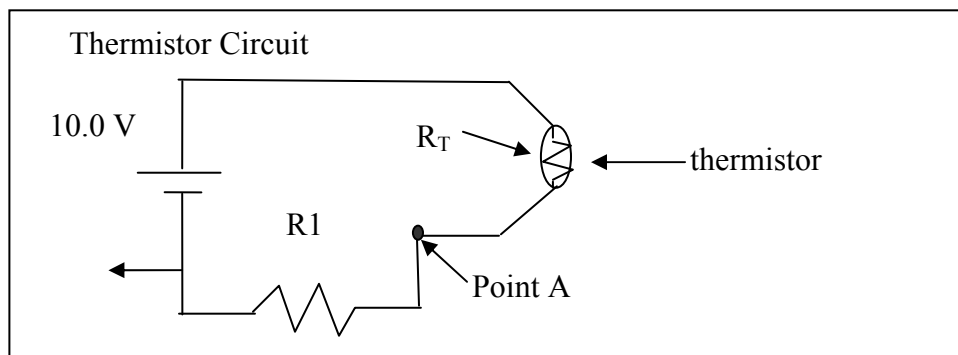 Thermistor Circuit
10.0 V
R_T
thermistor
R1
Point A